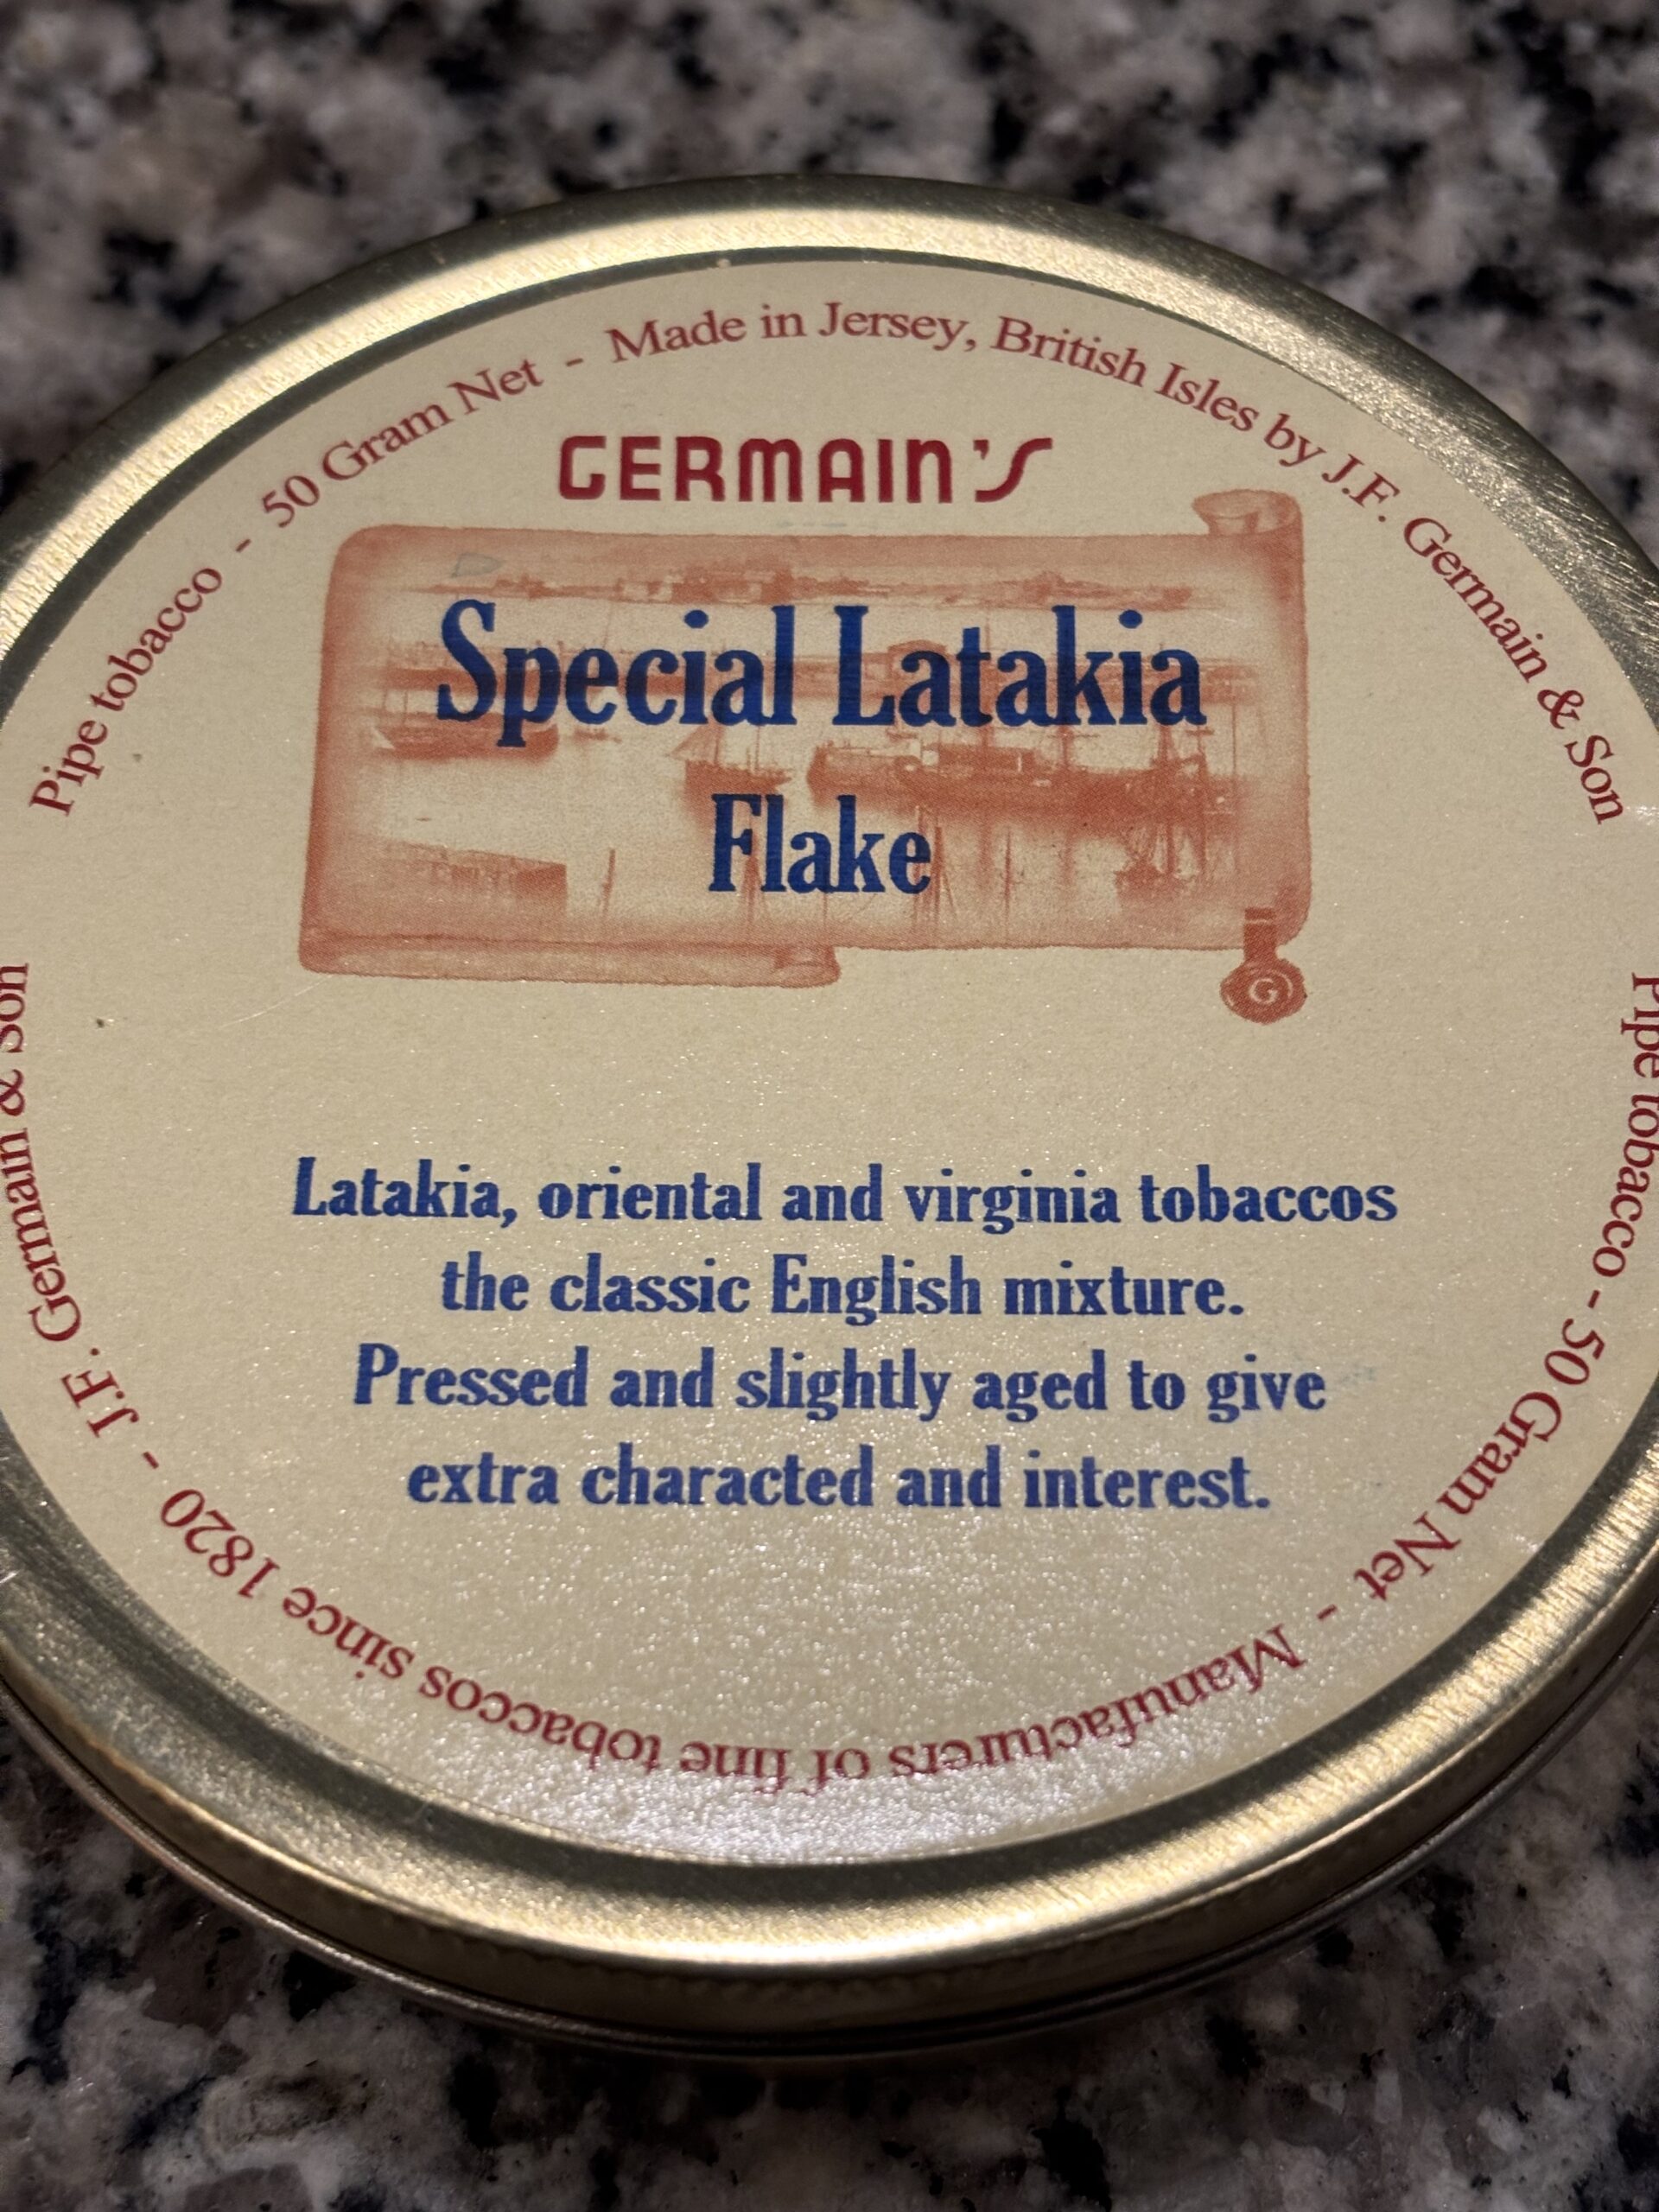 Pipe tobacco - 50 Gram Net - Made in Jersey, British Isles by J.F. Germain & Son
GERMAIN'S
Special Latakia
Flake
G
Latakia, oriental and virginia tobaccos
the classic English mixture.
Pressed and slightly aged to give
extra characted and interest.
Pipe tobacco - 50 Gram Net - Manufacturers of fine tobaccos since 1820 - J.F. Germain & Son